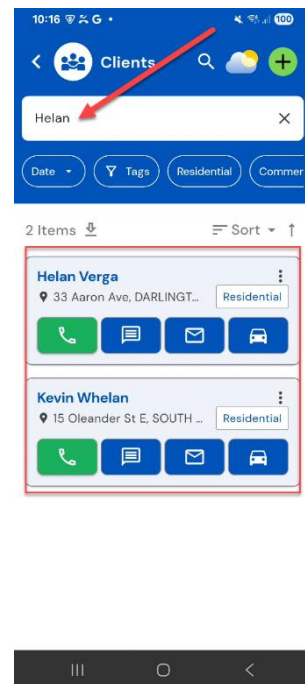 10:16 100
Clients
Helan
Date Tags Residential Commer
2 Items Sort
Helan Verga
33 Aaron Ave, DARLINGT... Residential
Kevin Whelan
15 Oleander St E, SOUTH ... Residential